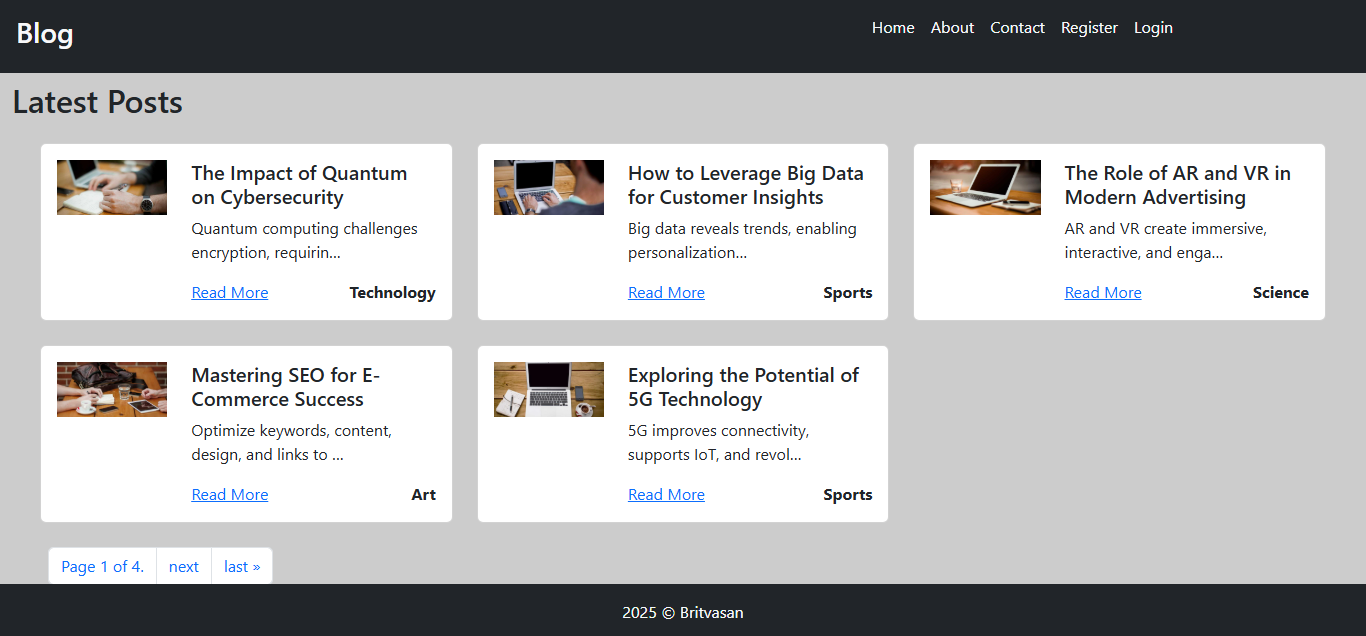 Blog
Home About Contact Register Login
Latest Posts
The Impact of Quantum
on Cybersecurity
Quantum computing challenges
encryption, requirin...
Read More Technology
How to Leverage Big Data
for Customer Insights
Big data reveals trends, enabling
personalization...
Read More Sports
The Role of AR and VR in
Modern Advertising
AR and VR create immersive,
interactive, and enga...
Read More Science
Mastering SEO for E-
Commerce Success
Optimize keywords, content,
design, and links to ...
Read More Art
Exploring the Potential of
5G Technology
5G improves connectivity,
supports IoT, and revol...
Read More Sports
Page 1 of 4. next last »
2025 © Britvasan